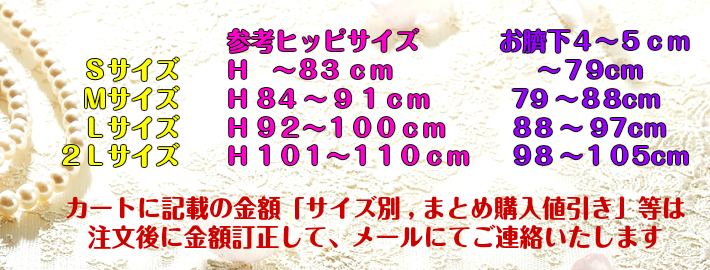 参考ヒッピサイズ お臍下４～５ｃｍ
Ｓサイズ Ｈ ～８３ｃｍ ～７９cm
Ｍサイズ Ｈ８４～９１ｃｍ ７９～８８cm
Ｌサイズ Ｈ９２～１００ｃｍ ８８～９７cm
２Ｌサイズ Ｈ１０１～１１０ｃｍ ９８～１０５cm
カートに記載の金額「サイズ別，まとめ購入値引き」等は
注文後に金額訂正して、メールにてご連絡いたします